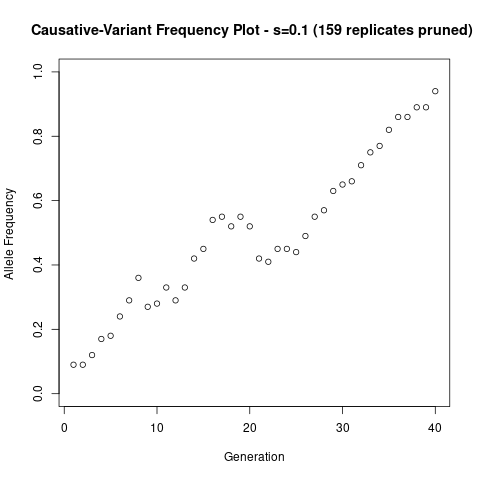 Causative-Variant Frequency Plot - s=0.1 (159 replicates pruned)
1.0
0.8
0.6
0.4
0.2
0.0
Allele Frequency
0 10 20 30 40
Generation